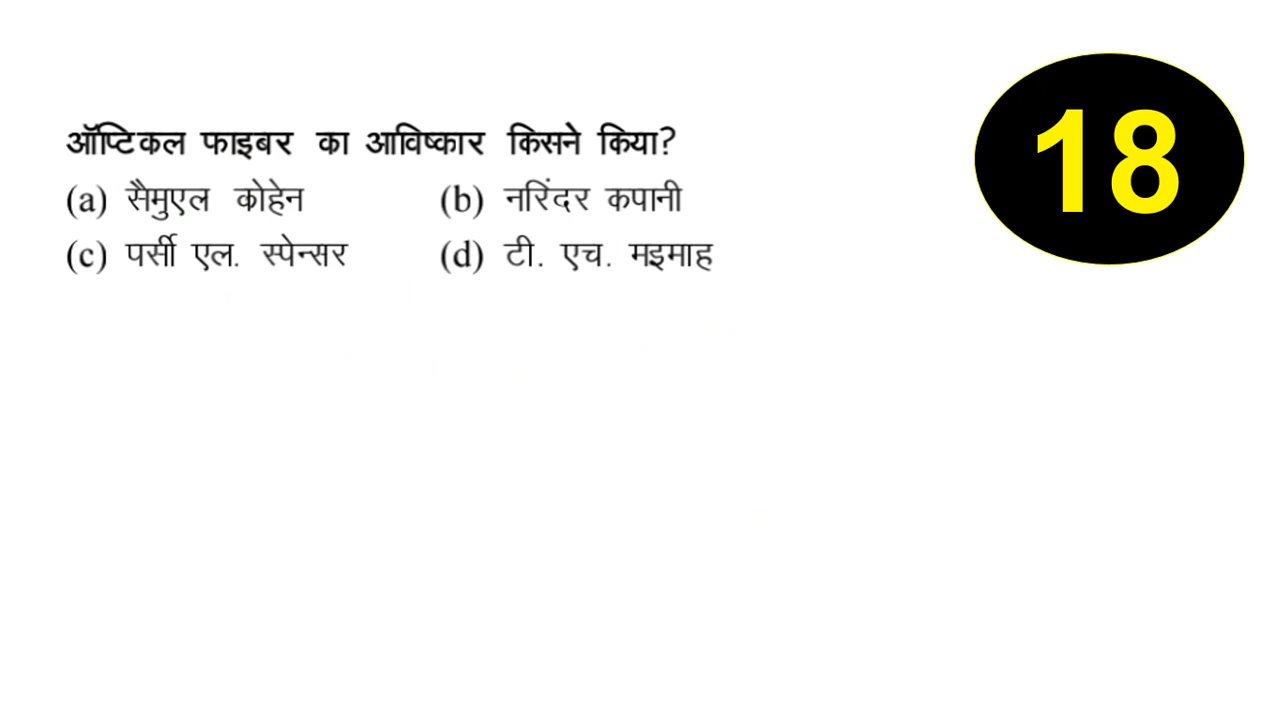 ऑप्टिकल फाइबर का आविष्कार किसने किया?
(a) सैमुएल कोहेन (b) नरिंदर कपानी
(c) पर्सी एल. स्पेन्सर (d) टी. एच. मइमाह
18